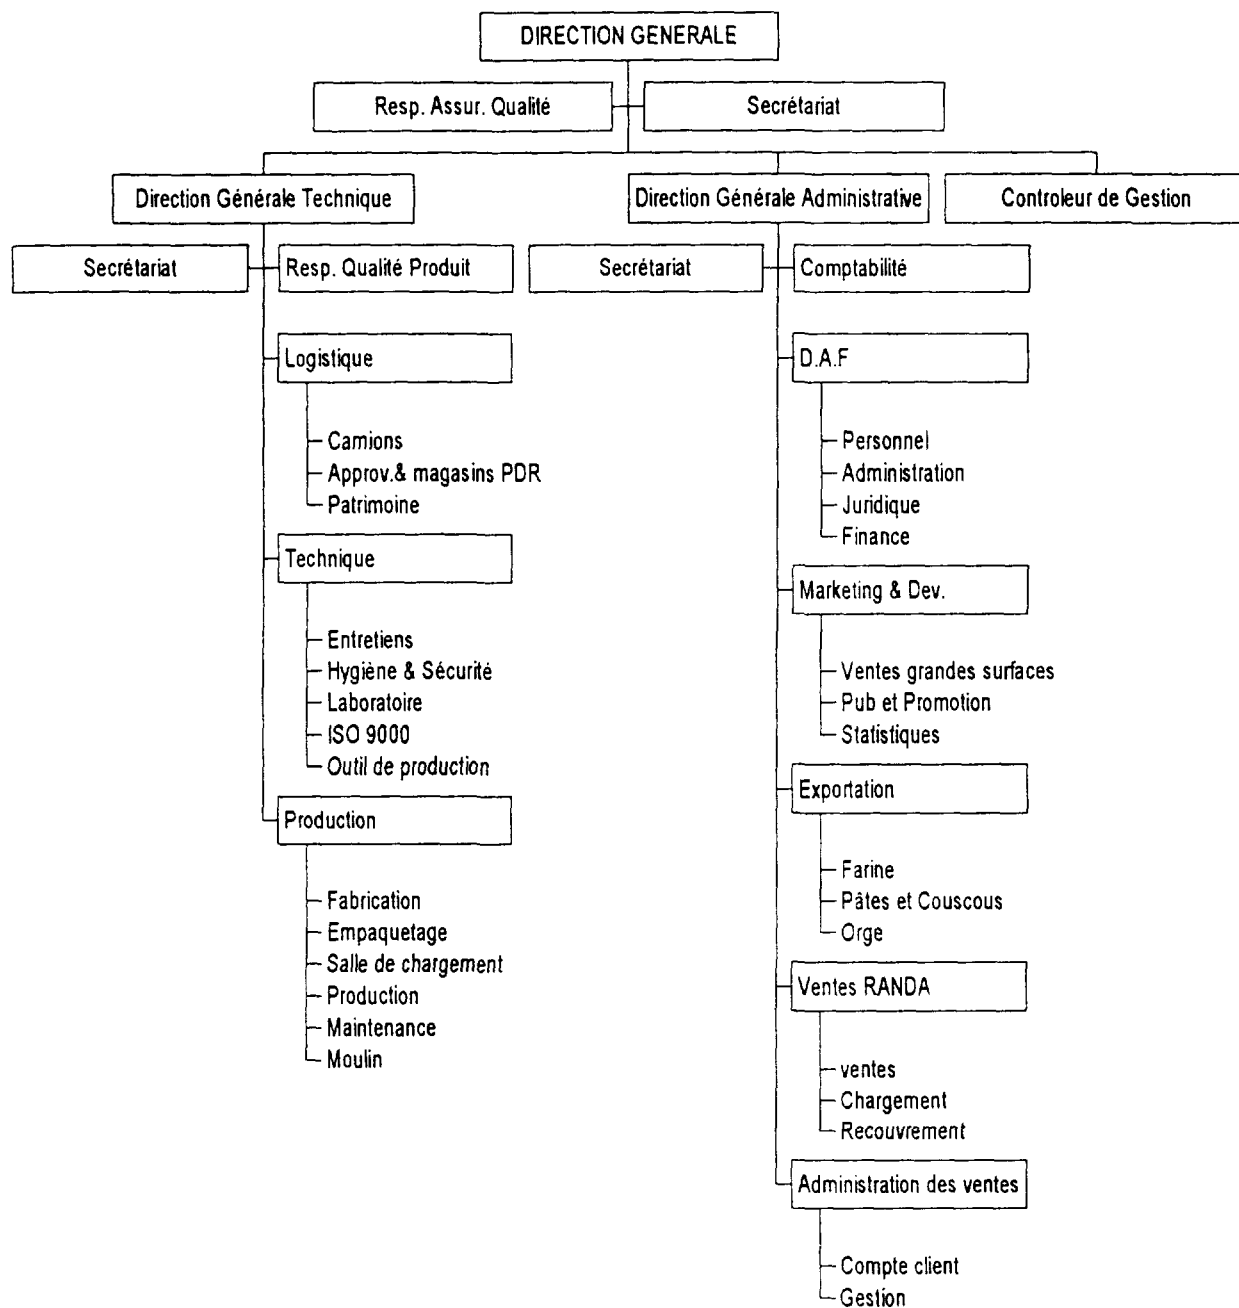 DIRECTION GENERALE
Resp. Assur. Qualité
Secrétariat
Direction Générale Technique
Direction Générale Administrative
Controleur de Gestion
Secrétariat
Resp. Qualité Produit
Secrétariat
Comptabilité
Logistique
Camions
Approv.& magasins PDR
Patrimoine
Technique
Entretiens
Hygiène & Sécurité
Laboratoire
ISO 9000
Outil de production
Production
Fabrication
Empaquetage
Salle de chargement
Production
Maintenance
Moulin
D.A.F
Personnel
Administration
Juridique
Finance
Marketing & Dev.
Ventes grandes surfaces
Pub et Promotion
Statistiques
Exportation
Farine
Pâtes et Couscous
Orge
Ventes RANDA
ventes
Chargement
Recouvrement
Administration des ventes
Compte client
Gestion